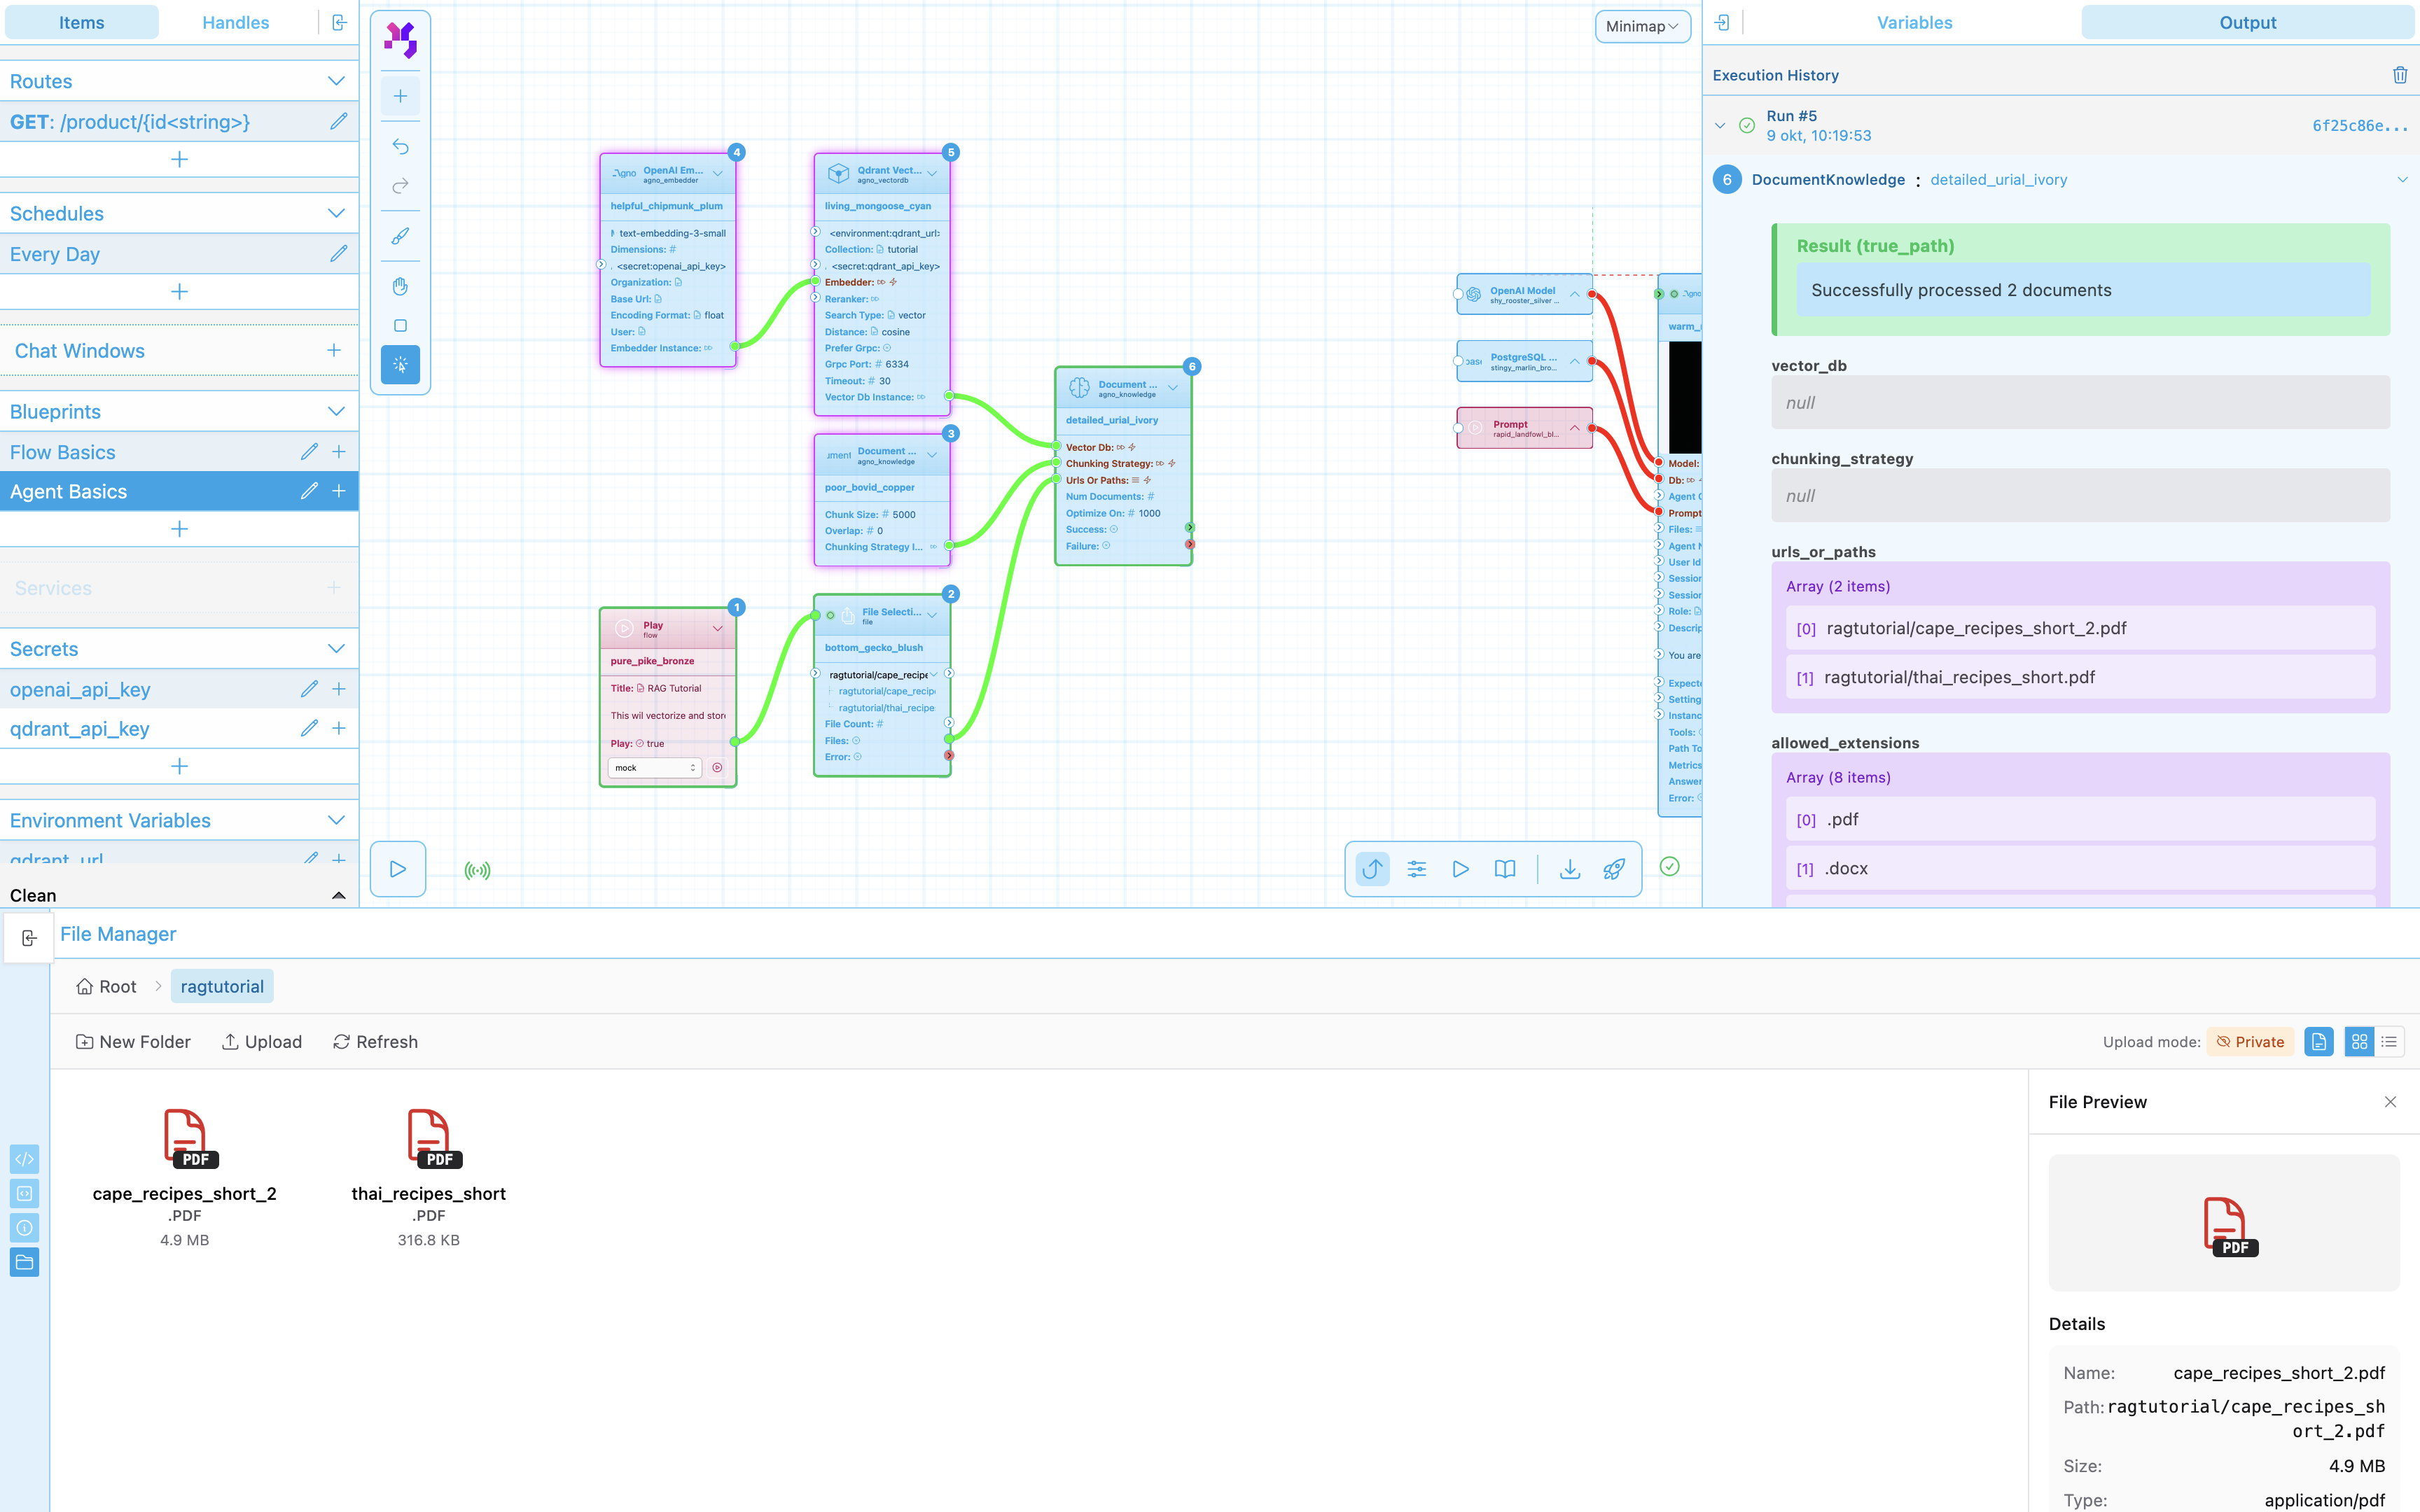 Items
Handles
Routes
GET: /product/{id<string>}
Schedules
Every Day
Chat Windows
Blueprints
Flow Basics
Agent Basics
Services
Secrets
openai_api_key
qdrant_api_key
Environment Variables
qdrant_url
Clean
Minimap
4
OpenAI Em...
agno_embedder
helpful_chipmunk_plum
text-embedding-3-small
Dimensions: #
<secret:openai_api_key>
Organization:
Base Url:
Encoding Format: float
User:
Embedder Instance:
5
Qdrant Vect...
agno_vectordb
living_mongoose_cyan
<environment:qdrant_url>
Collection: tutorial
<secret:qdrant_api_key>
Embedder:
Reranker:
Search Type: vector
Distance: cosine
Prefer Grpc:
Grpc Port: # 6334
Timeout: # 30
Vector Db Instance:
3
Document ...
agno_knowledge
poor_bovid_copper
Chunk Size: # 5000
Overlap: # 0
Chunking Strategy I...
1
Play
flow
pure_pike_bronze
Title: RAG Tutorial
This wil vectorize and stor
Play: true
mock
2
File Selecti...
file
bottom_gecko_blush
ragtutorial/cape_recipe
ragtutorial/cape_recip
ragtutorial/thai_recipe
File Count: #
Files:
Error:
6
Document ...
agno_knowledge
detailed_urial_ivory
Vector Db:
Chunking Strategy:
Urls Or Paths:
Num Documents: #
Optimize On: # 1000
Success:
Failure:
OpenAI Model
shy_rooster_silver ...
PostgreSQL ...
stingy_marlin_bro...
Prompt
rapid_landfowl_bl...
agno
warm_
Model:
Db:
Agent
Prompt
Files:
Agent
User Id
Session
Session
Role:
Descrip
You are
Expecte
Setting
Instanc
Tools:
Path To
Metrics
Answer
Error:
Variables
Output
Execution History
Run #5
9 okt, 10:19:53
6f25c86e...
6 DocumentKnowledge : detailed_urial_ivory
Result (true_path)
Successfully processed 2 documents
vector_db
null
chunking_strategy
null
urls_or_paths
Array (2 items)
[0] ragtutorial/cape_recipes_short_2.pdf
[1] ragtutorial/thai_recipes_short.pdf
allowed_extensions
Array (8 items)
[0] .pdf
[1] .docx
File Manager
Root > ragtutorial
New Folder
Upload
Refresh
Upload mode: Private
PDF
cape_recipes_short_2
.PDF
4.9 MB
PDF
thai_recipes_short
.PDF
316.8 KB
File Preview
PDF
Details
Name: cape_recipes_short_2.pdf
Path: ragtutorial/cape_recipes_sh
ort_2.pdf
Size: 4.9 MB
Type: application/pdf